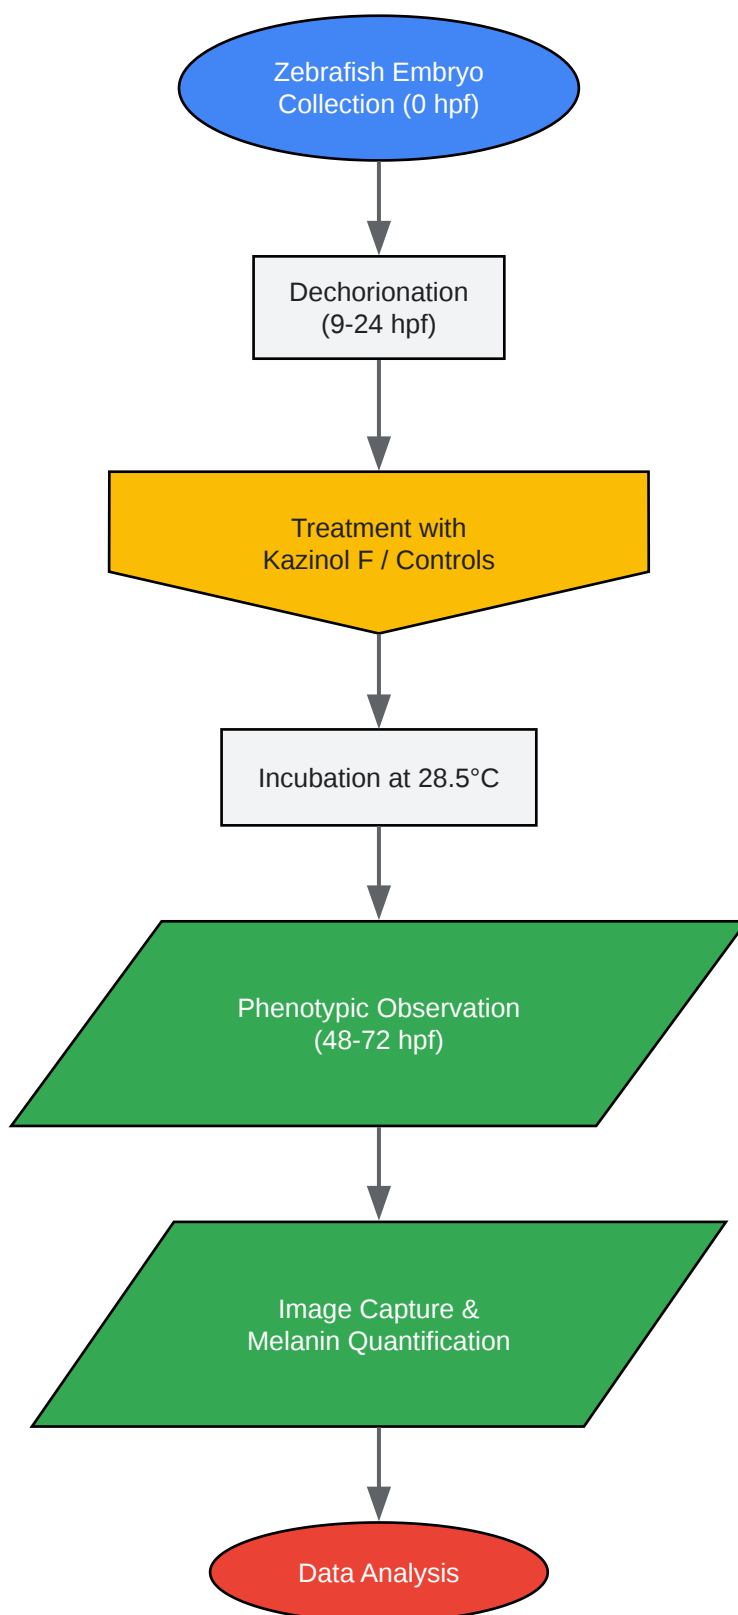 Zebrafish Embryo
Collection (0 hpf)
Dechorionation
(9-24 hpf)
Treatment with
Kazinol F / Controls
Incubation at 28.5°C
Phenotypic Observation
(48-72 hpf)
Image Capture &
Melanin Quantification
Data Analysis